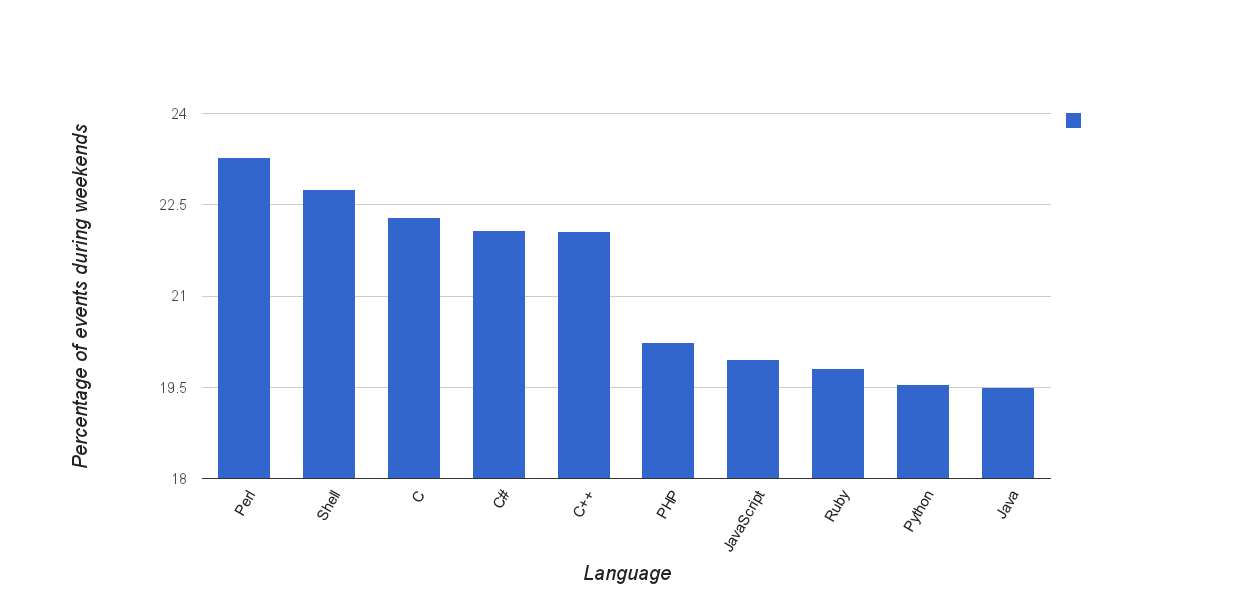 Percentage of events during weekends
24
22.5
21
19.5
18
Perl
Shell
C
C#
C++
PHP
JavaScript
Ruby
Python
Java
Language